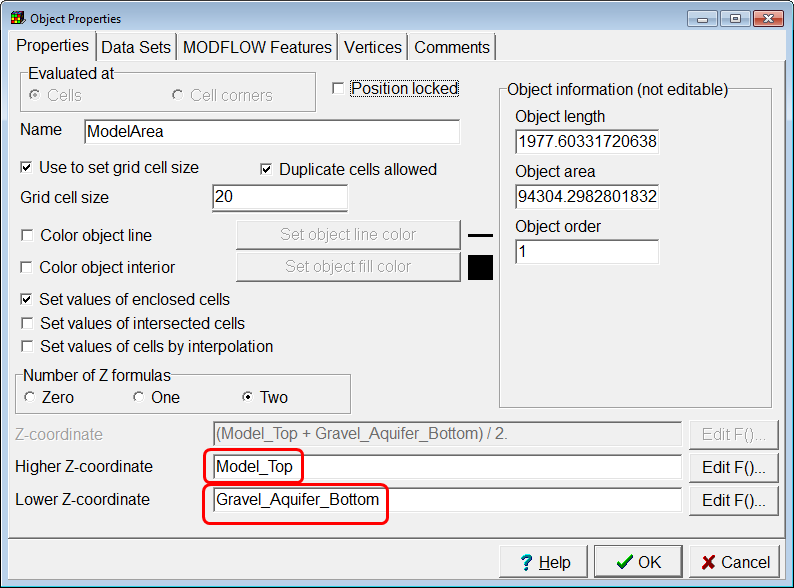 Object Properties
Properties Data Sets MODFLOW Features Vertices Comments
Evaluated at
Cells Cell corners
Position locked
Name ModelArea
Use to set grid cell size Duplicate cells allowed
Grid cell size 20
Color object line Set object line color
Color object interior Set object fill color
Set values of enclosed cells
Set values of intersected cells
Set values of cells by interpolation
Number of Z formulas
Zero One Two
Object information (not editable)
Object length
1977.60331720638
Object area
94304.2982801832
Object order
1
Z-coordinate (Model_Top + Gravel_Aquifer_Bottom) / 2. Edit F()...
Higher Z-coordinate Model_Top Edit F()...
Lower Z-coordinate Gravel_Aquifer_Bottom Edit F()...
? Help OK Cancel